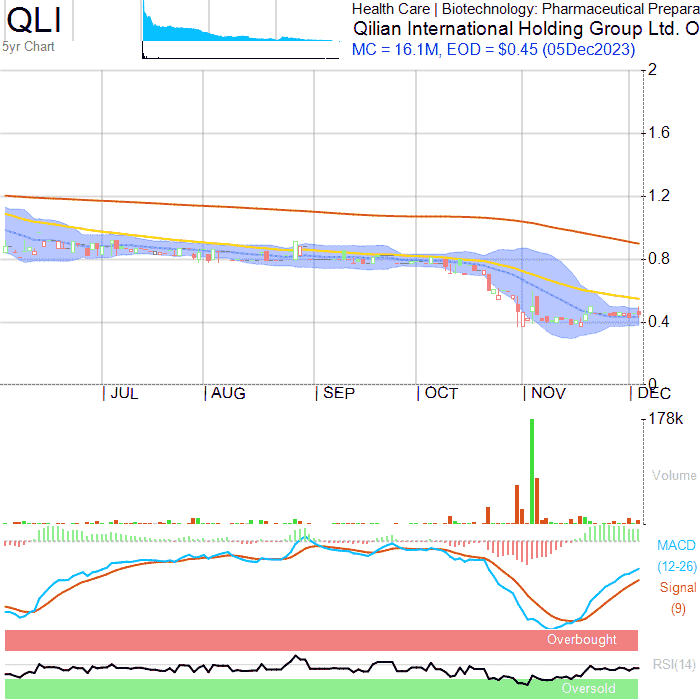 QLI
5yr Chart
Health Care | Biotechnology: Pharmaceutical Prepara
Qilian International Holding Group Ltd. O
MC = 16.1M, EOD = $0.45 (05Dec2023)
2
1.6
1.2
0.8
0.4
0
JUL AUG SEP OCT NOV DEC
178k
Volume
MACD
(12-26)
Signal
(9)
Overbought
RSI(14)
Oversold